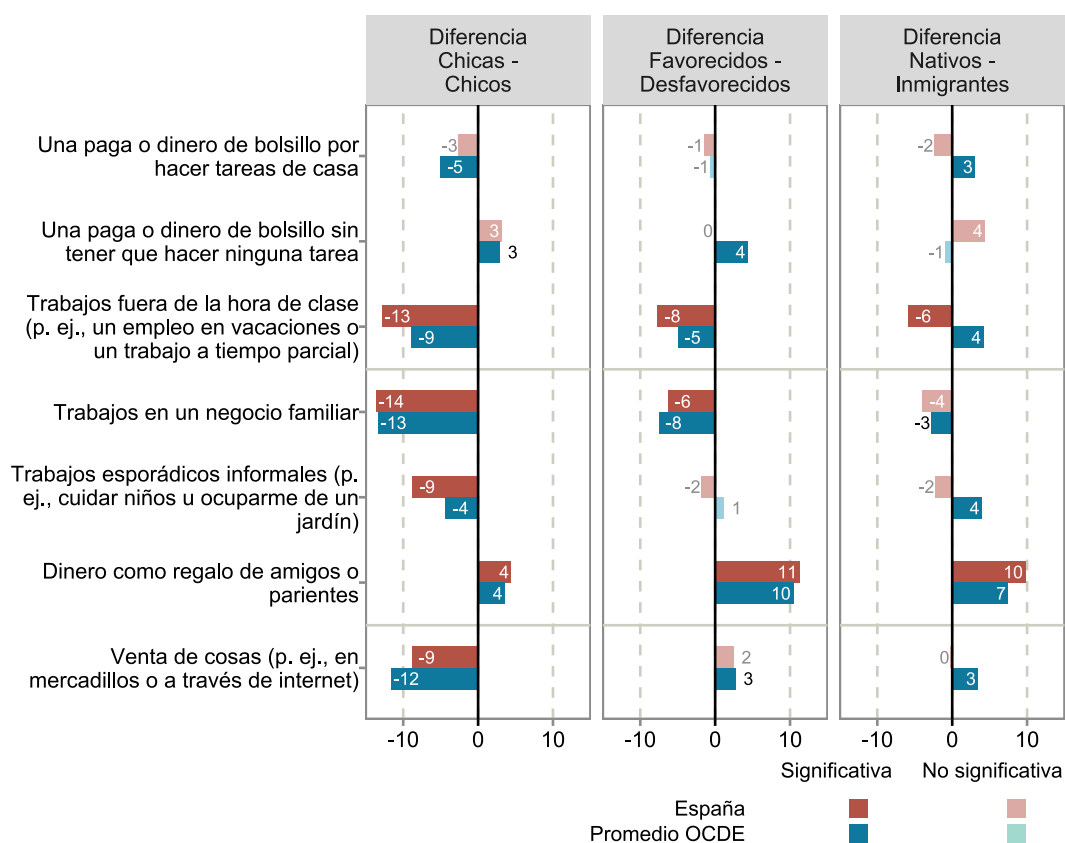 Diferencia
Chicas -
Chicos
Diferencia
Favorecidos -
Desfavorecidos
Diferencia
Nativos -
Inmigrantes
Una paga o dinero de bolsillo por
hacer tareas de casa
-3
-5
-1
-1
-2
3
Una paga o dinero de bolsillo sin
tener que hacer ninguna tarea
3
3
0
4
4
-1
Trabajos fuera de la hora de clase
(p. ej., un empleo en vacaciones o
un trabajo a tiempo parcial)
-13
-9
-8
-5
-6
4
Trabajos en un negocio familiar
-14
-13
-6
-8
-4
-3
Trabajos esporádicos informales (p.
ej., cuidar niños u ocuparme de un
jardín)
-9
-4
-2
1
-2
4
Dinero como regalo de amigos o
parientes
4
4
11
10
10
7
Venta de cosas (p. ej., en
mercadillos o a través de internet)
-9
-12
2
3
0
3
-10 0 10
-10 0 10
-10 0 10
Significativa No significativa
España
Promedio OCDE